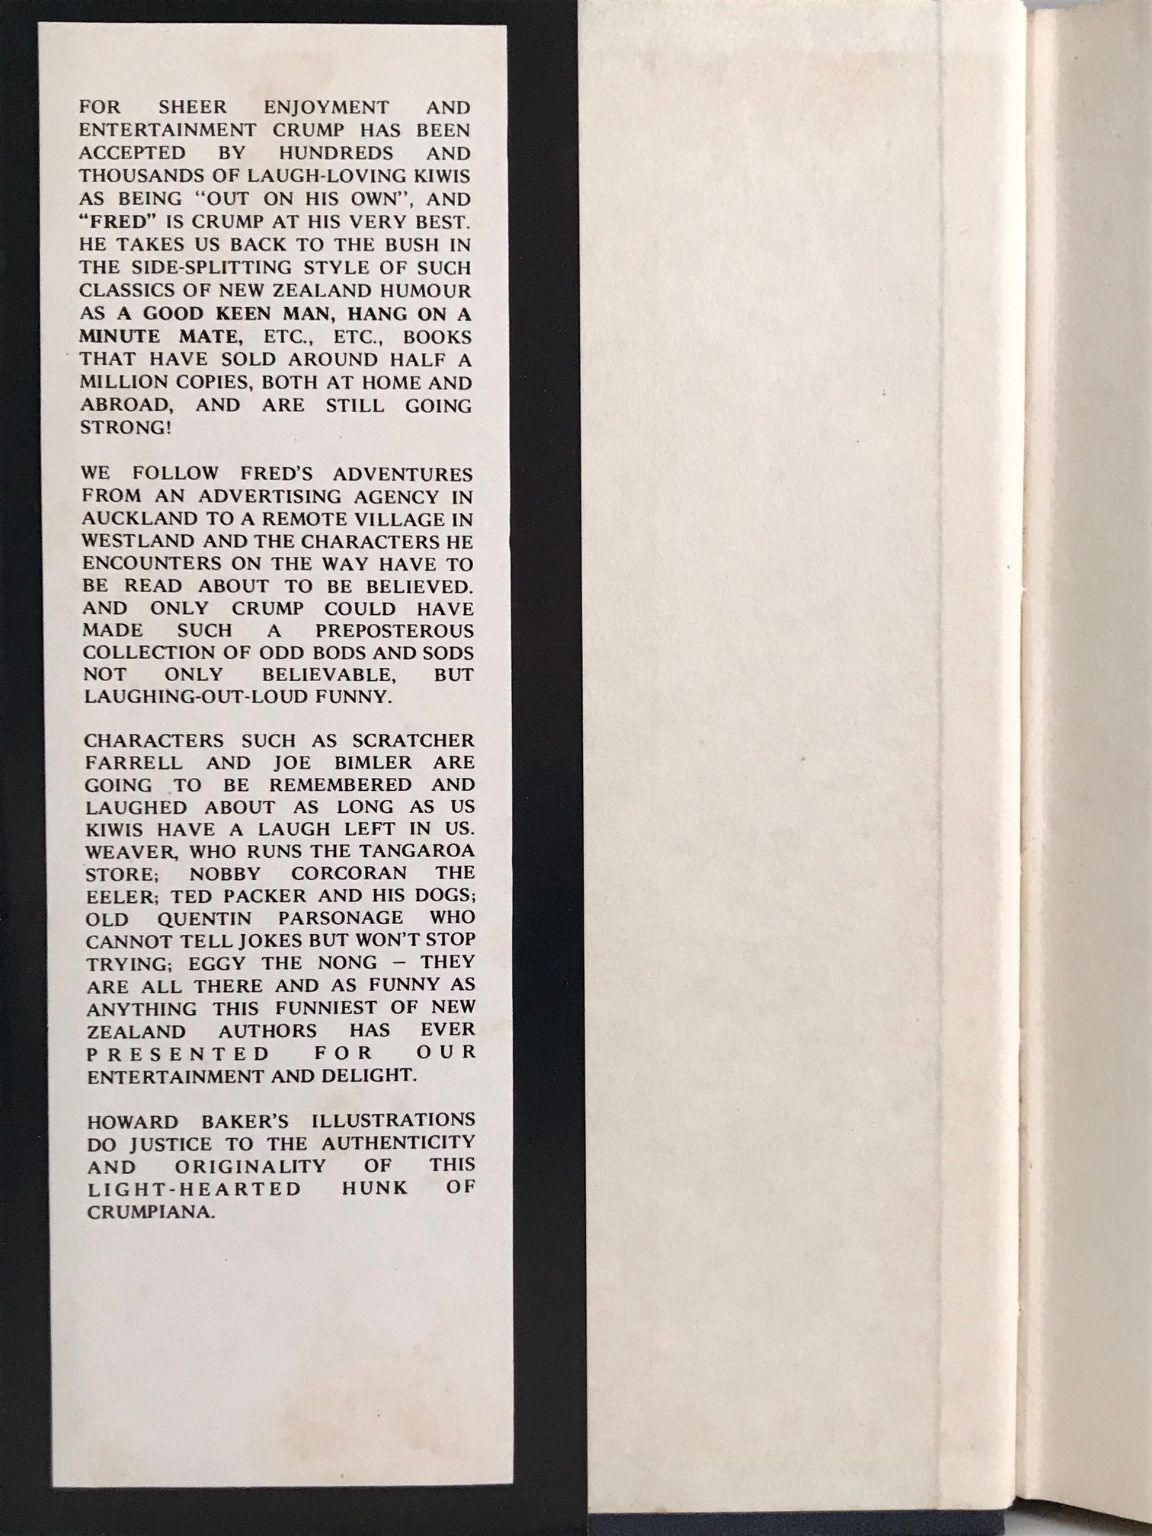 FOR SHEER ENJOYMENT AND
ENTERTAINMENT CRUMP HAS BEEN
ACCEPTED BY HUNDREDS AND
THOUSANDS OF LAUGH-LOVING KIWIS
AS BEING “OUT ON HIS OWN”, AND
“FRED” IS CRUMP AT HIS VERY BEST.
HE TAKES US BACK TO THE BUSH IN
THE SIDE-SPLITTING STYLE OF SUCH
CLASSICS OF NEW ZEALAND HUMOUR
AS A GOOD KEEN MAN, HANG ON A
MINUTE MATE, ETC., ETC., BOOKS
THAT HAVE SOLD AROUND HALF A
MILLION COPIES, BOTH AT HOME AND
ABROAD, AND ARE STILL GOING
STRONG!

WE FOLLOW FRED’S ADVENTURES
FROM AN ADVERTISING AGENCY IN
AUCKLAND TO A REMOTE VILLAGE IN
WESTLAND AND THE CHARACTERS HE
ENCOUNTERS ON THE WAY HAVE TO
BE READ ABOUT TO BE BELIEVED.
AND ONLY CRUMP COULD HAVE
MADE SUCH A PREPOSTEROUS
COLLECTION OF ODD BODS AND SODS
NOT ONLY BELIEVABLE, BUT
LAUGHING-OUT-LOUD FUNNY.

CHARACTERS SUCH AS SCRATCHER
FARRELL AND JOE BIMLER ARE
GOING TO BE REMEMBERED AND
LAUGHED ABOUT AS LONG AS US
KIWIS HAVE A LAUGH LEFT IN US.
WEAVER, WHO RUNS THE TANGAROA
STORE; NOBBY CORCORAN THE
EELER; TED PACKER AND HIS DOGS;
OLD QUENTIN PARSONAGE WHO
CANNOT TELL JOKES BUT WON’T STOP
TRYING; EGGY THE NONG – THEY
ARE ALL THERE AND AS FUNNY AS
ANYTHING THIS FUNNIEST OF NEW
ZEALAND AUTHORS HAS EVER
PRESENTED FOR OUR
ENTERTAINMENT AND DELIGHT.

HOWARD BAKER’S ILLUSTRATIONS
DO JUSTICE TO THE AUTHENTICITY
AND ORIGINALITY OF THIS
LIGHT-HEARTED HUNK OF
CRUMPIANA.